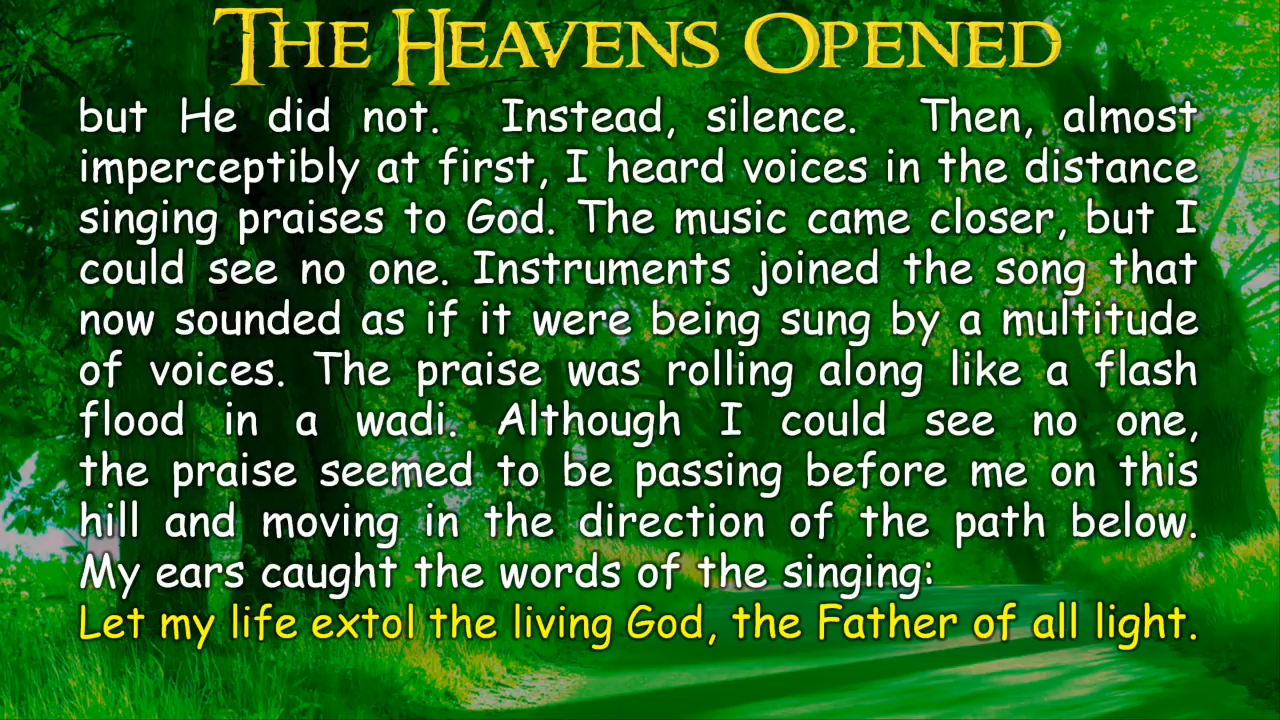 THE HEAVENS OPENED
but He did not. Instead, silence. Then, almost
imperceptibly at first, I heard voices in the distance
singing praises to God. The music came closer, but I
could see no one. Instruments joined the song that
now sounded as if it were being sung by a multitude
of voices. The praise was rolling along like a flash
flood in a wadi. Although I could see no one,
the praise seemed to be passing before me on this
hill and moving in the direction of the path below.
My ears caught the words of the singing:
Let my life extol the living God, the Father of all light.